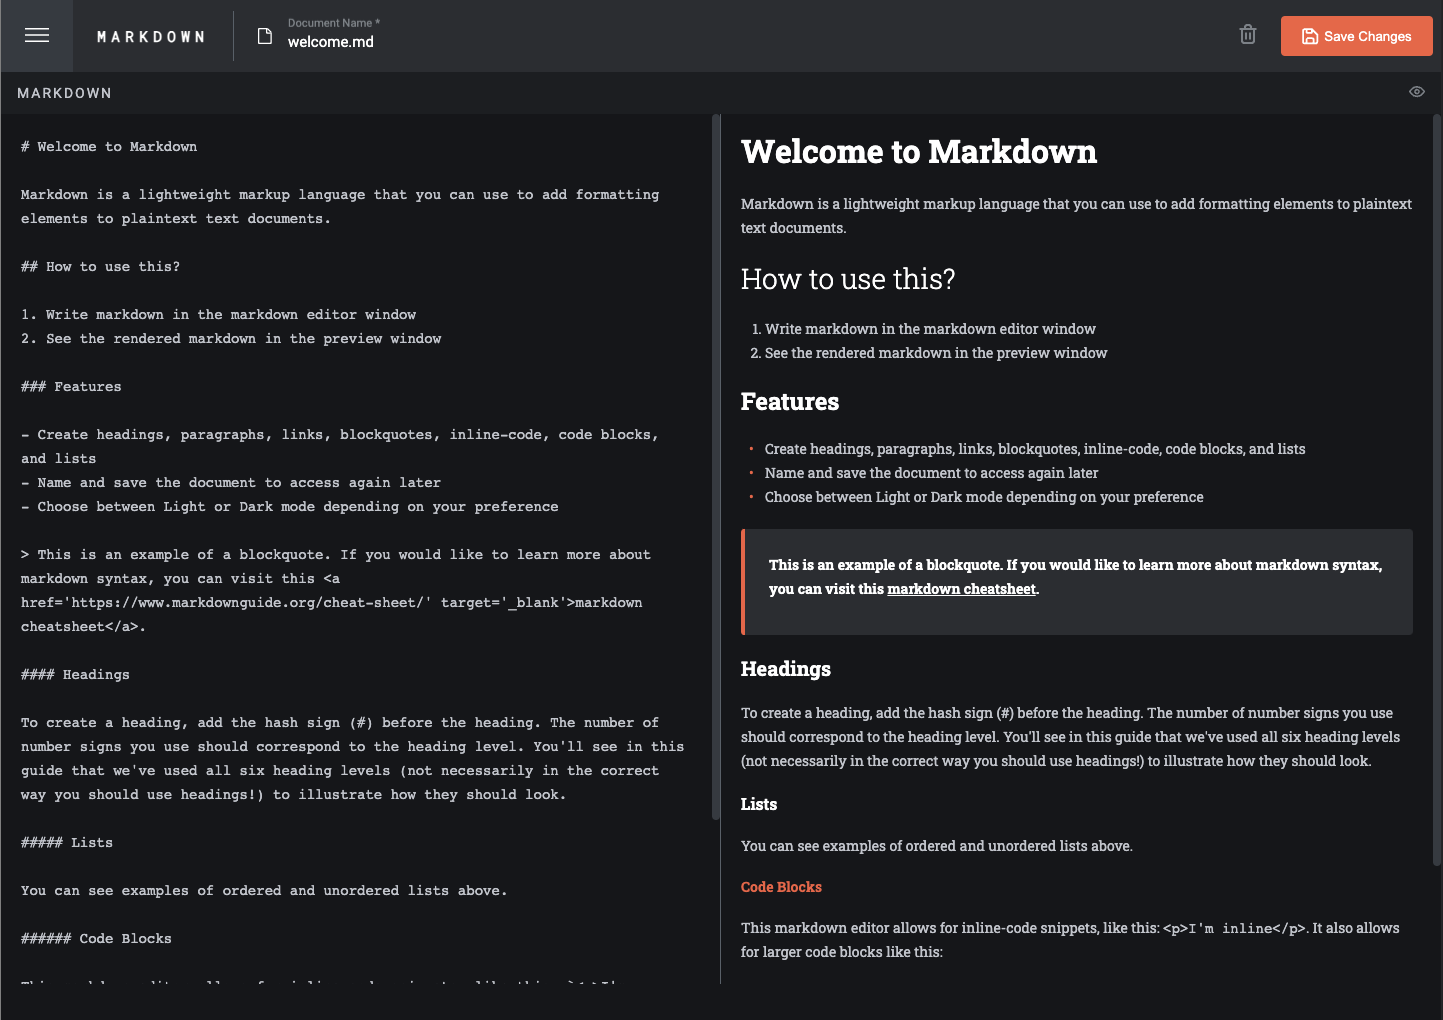 MARKDOWN
Document Name *
welcome.md
Save Changes
MARKDOWN
# Welcome to Markdown
Markdown is a lightweight markup language that you can use to add formatting
elements to plaintext text documents.
## How to use this?
1. Write markdown in the markdown editor window
2. See the rendered markdown in the preview window
### Features
- Create headings, paragraphs, links, blockquotes, inline-code, code blocks,
and lists
- Name and save the document to access again later
- Choose between Light or Dark mode depending on your preference
> This is an example of a blockquote. If you would like to learn more about
markdown syntax, you can visit this <a
href='https://www.markdownguide.org/cheat-sheet/' target='_blank'>markdown
cheatsheet</a>.
#### Headings
To create a heading, add the hash sign (#) before the heading. The number of
number signs you use should correspond to the heading level. You'll see in this
guide that we've used all six heading levels (not necessarily in the correct
way you should use headings!) to illustrate how they should look.
##### Lists
You can see examples of ordered and unordered lists above.
###### Code Blocks
Welcome to Markdown
Markdown is a lightweight markup language that you can use to add formatting elements to plaintext
text documents.
How to use this?
1. Write markdown in the markdown editor window
2. See the rendered markdown in the preview window
Features
• Create headings, paragraphs, links, blockquotes, inline-code, code blocks, and lists
• Name and save the document to access again later
• Choose between Light or Dark mode depending on your preference
This is an example of a blockquote. If you would like to learn more about markdown syntax,
you can visit this markdown cheatsheet.
Headings
To create a heading, add the hash sign (#) before the heading. The number of number signs you use
should correspond to the heading level. You'll see in this guide that we've used all six heading levels
(not necessarily in the correct way you should use headings!) to illustrate how they should look.
Lists
You can see examples of ordered and unordered lists above.
Code Blocks
This markdown editor allows for inline-code snippets, like this: <p>I'm inline</p>. It also allows
for larger code blocks like this: